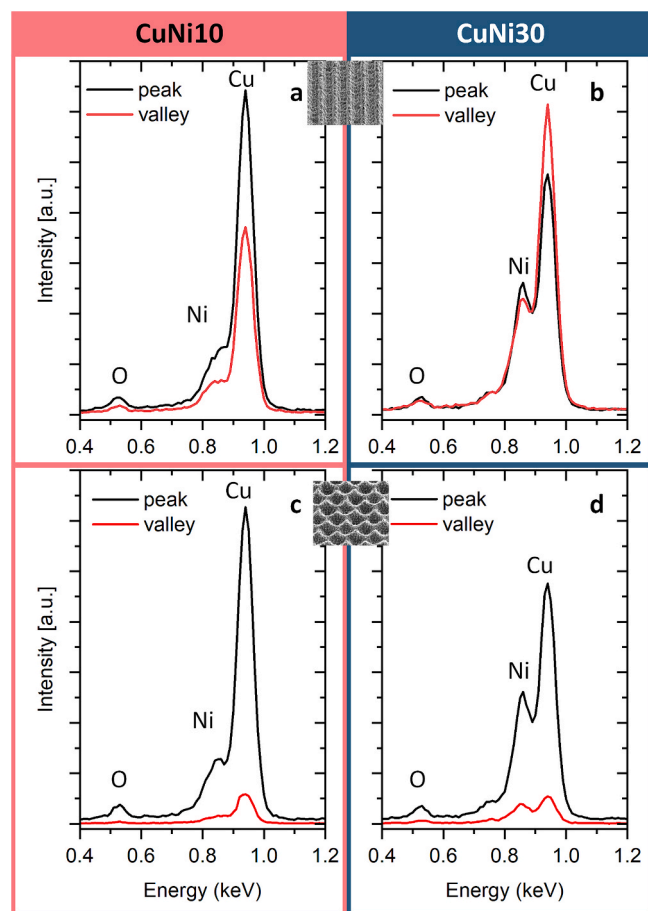 CuNi10
CuNi30
peak
valley
a
Cu
Ni
O
Intensity [a.u.]
0.4 0.6 0.8 1.0 1.2
peak
valley
b
Cu
Ni
O
0.4 0.6 0.8 1.0 1.2
peak
valley
c
Cu
Ni
O
Intensity [a.u.]
0.4 0.6 0.8 1.0 1.2
Energy (keV)
peak
valley
d
Cu
Ni
O
0.4 0.6 0.8 1.0 1.2
Energy (keV)